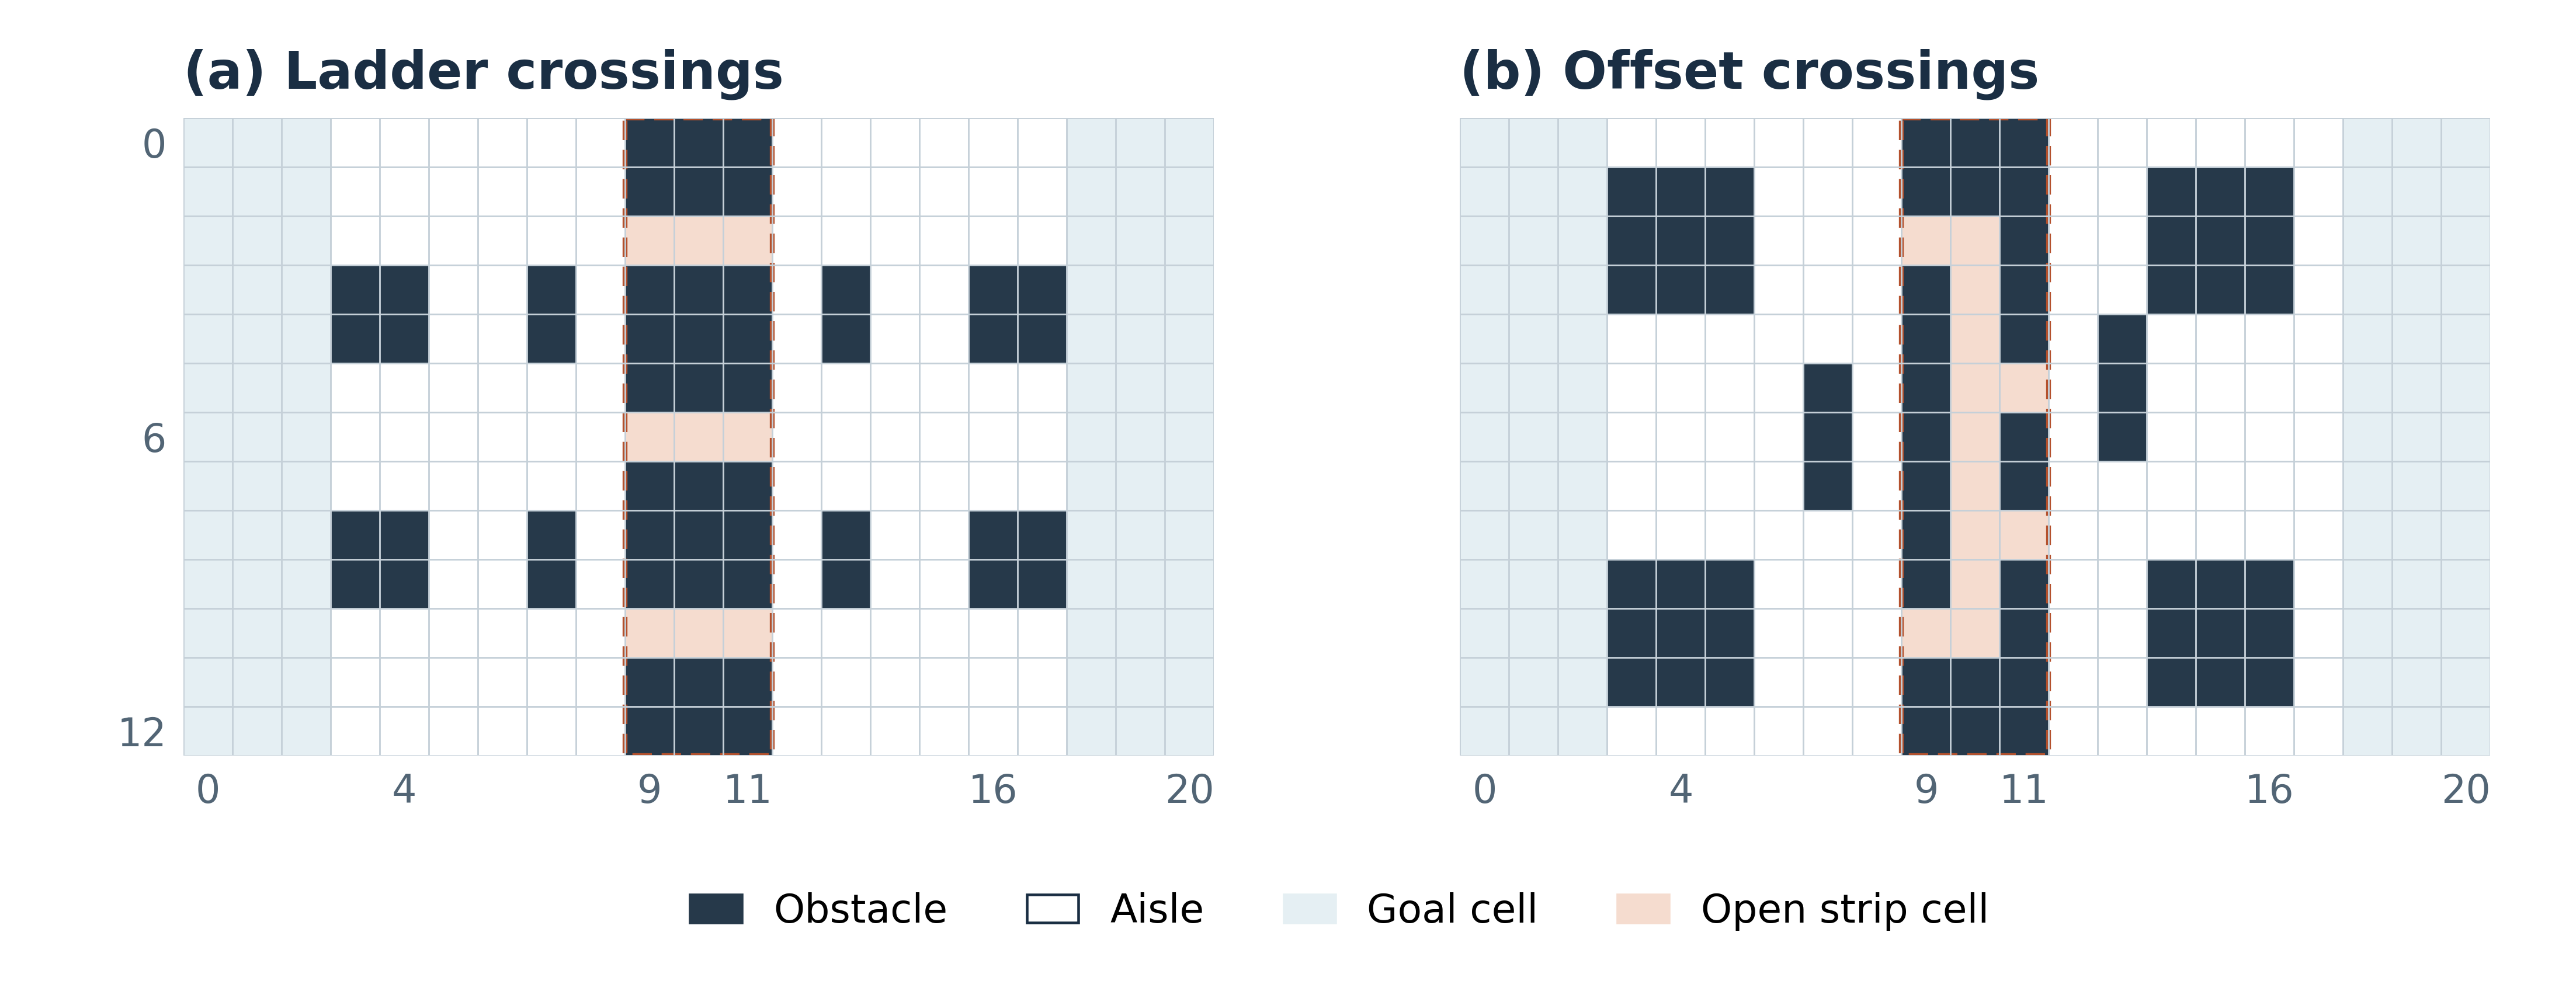 (a) Ladder crossings
(b) Offset crossings
0
6
12
0 4 9 11 16 20
0 4 9 11 16 20
Obstacle Aisle Goal cell Open strip cell